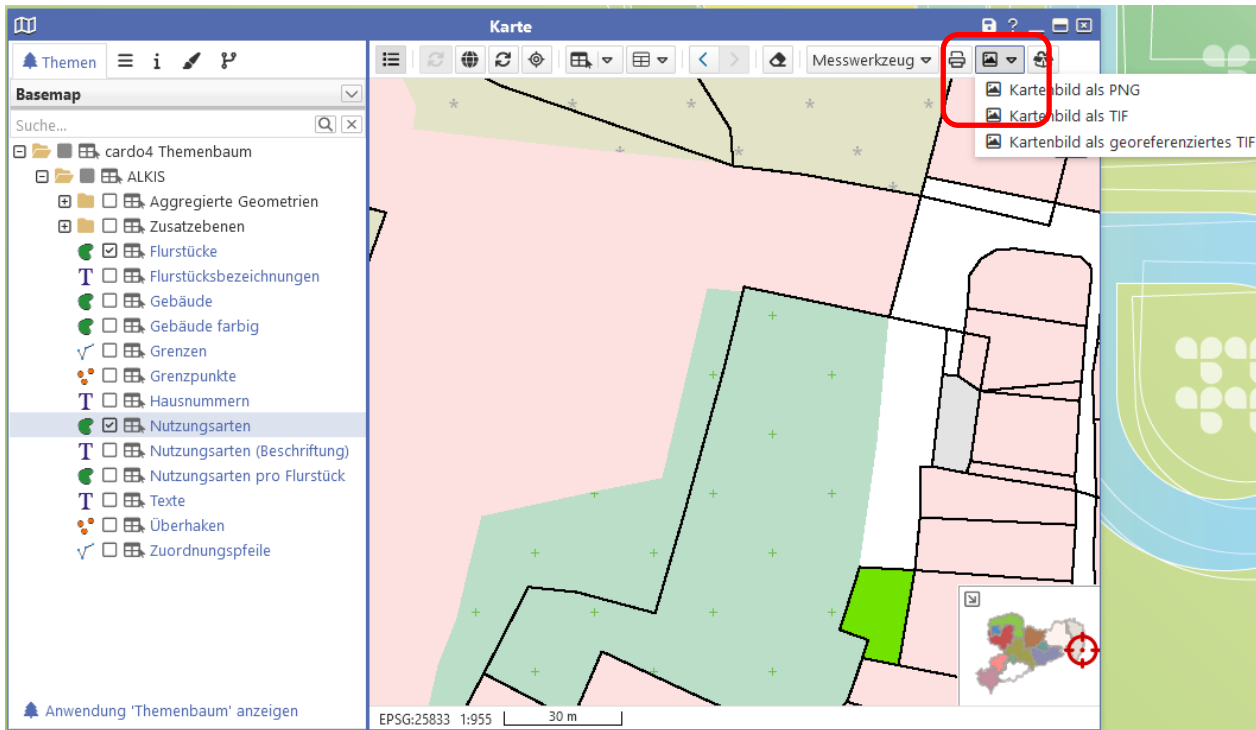 Karte
?
Themen
i
Messwerkzeug
Basemap
Suche...
Kartenbild als PNG
Kartenbild als TIF
Kartenbild als georeferenziertes TIF
cardo4 Themenbaum
ALKIS
Aggregierte Geometrien
Zusatzebenen
Flurstücke
T Flurstücksbezeichnungen
Gebäude
Gebäude farbig
Grenzen
Grenzpunkte
T Hausnummern
Nutzungsarten
T Nutzungsarten (Beschriftung)
Nutzungsarten pro Flurstück
T Texte
Überhaken
Zuordnungspfeile
Anwendung 'Themenbaum' anzeigen
EPSG:25833 1:955 30 m